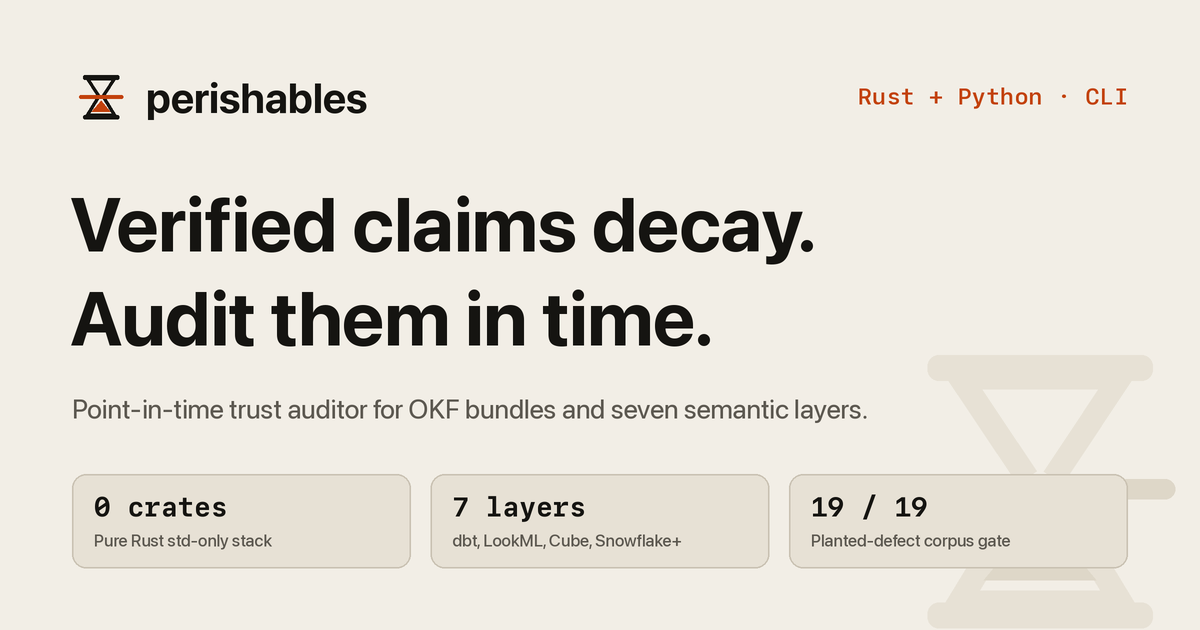 perishables
Rust + Python · CLI
Verified claims decay.
Audit them in time.
Point-in-time trust auditor for OKF bundles and seven semantic layers.
0 crates
Pure Rust std-only stack
7 layers
dbt, LookML, Cube, Snowflake+
19 / 19
Planted-defect corpus gate